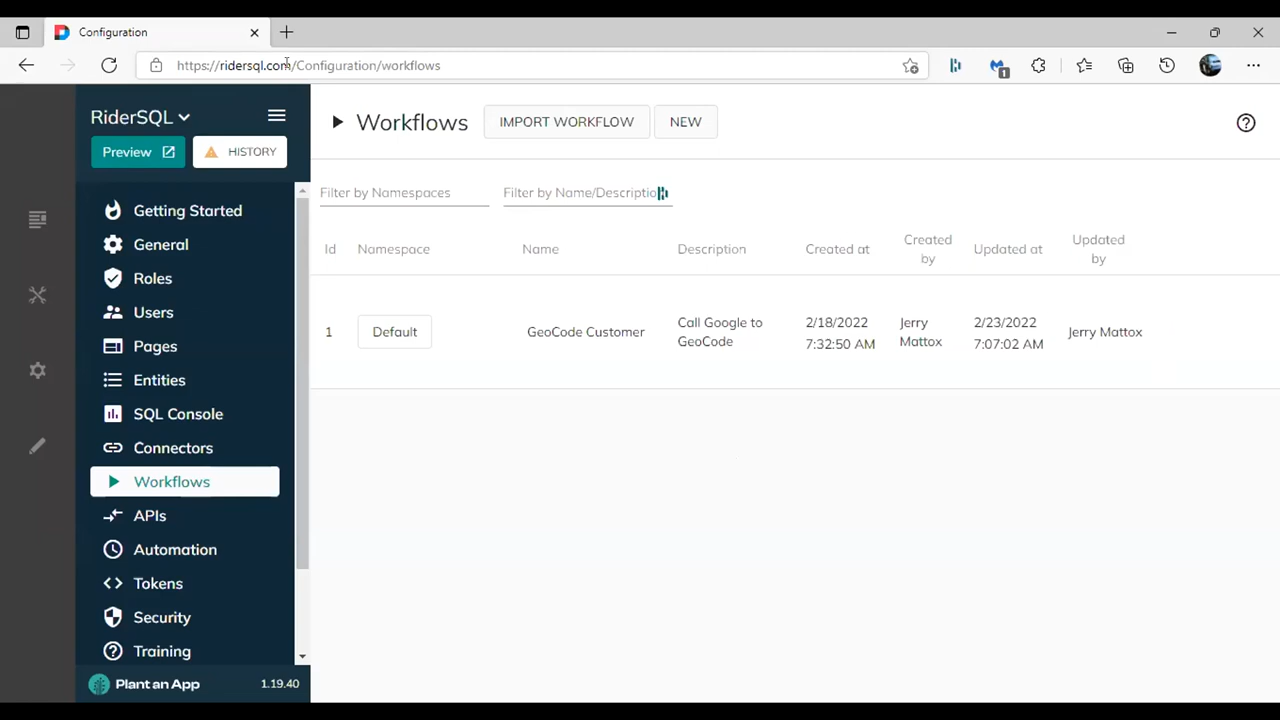 Configuration
https://ridersql.com/Configuration/workflows
1
RiderSQL
Preview
HISTORY
Getting Started
General
Roles
Users
Pages
Entities
SQL Console
Connectors
Workflows
APIs
Automation
Tokens
Security
Training
Plant an App 1.19.40
Workflows IMPORT WORKFLOW NEW
Filter by Namespaces Filter by Name/Descriptio
Id Namespace Name Description Created at Created by Updated at Updated by
1 Default GeoCode Customer Call Google to GeoCode 2/18/2022 7:32:50 AM Jerry Mattox 2/23/2022 7:07:02 AM Jerry Mattox